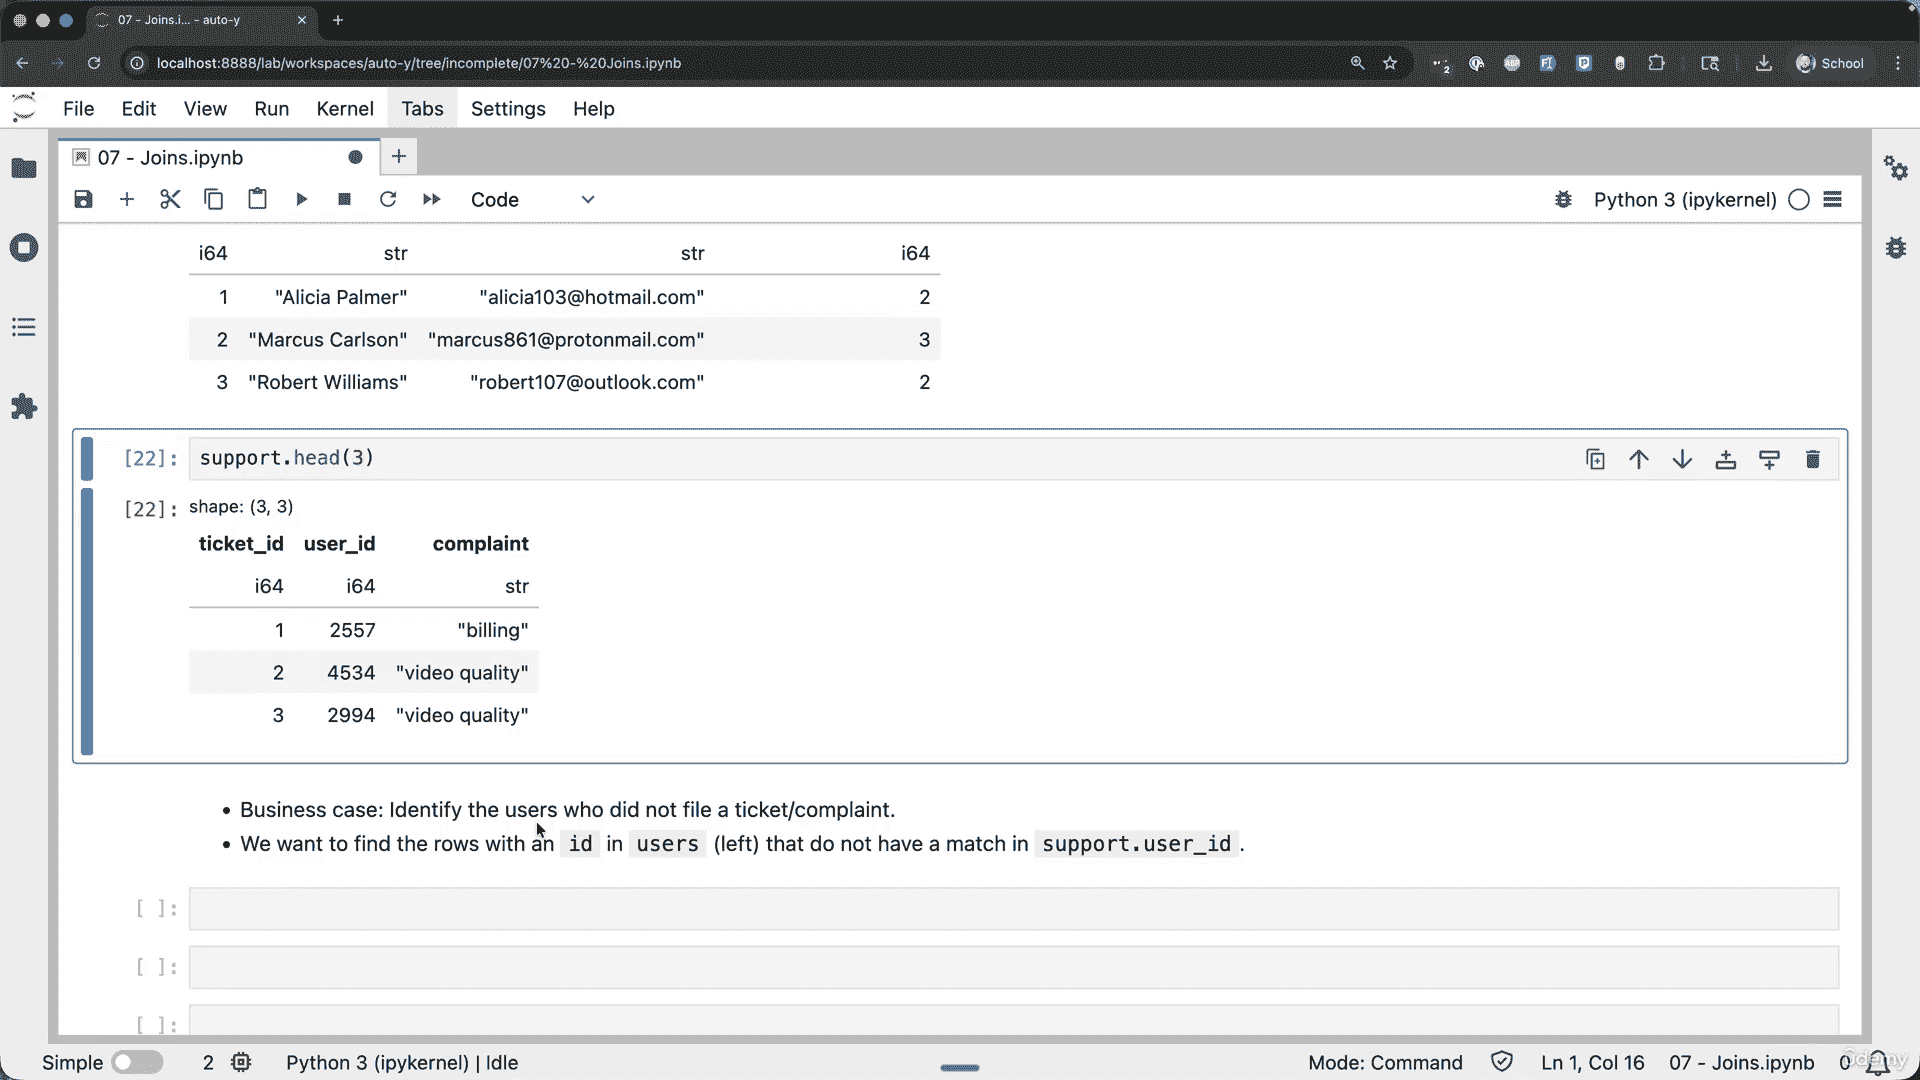 07 - Joins.i... - auto-y
localhost:8888/lab/workspaces/auto-y/tree/incomplete/07%20-%20Joins.ipynb
2
ABP
School
File Edit View Run Kernel Tabs Settings Help
07 - Joins.ipynb
Code
Python 3 (ipykernel)
i64 str str i64
1 "Alicia Palmer" "alicia103@hotmail.com" 2
2 "Marcus Carlson" "marcus861@protonmail.com" 3
3 "Robert Williams" "robert107@outlook.com" 2
[22]: support.head(3)
[22]: shape: (3, 3)
ticket_id user_id complaint
i64 i64 str
1 2557 "billing"
2 4534 "video quality"
3 2994 "video quality"
• Business case: Identify the users who did not file a ticket/complaint.
• We want to find the rows with an id in users (left) that do not have a match in support.user_id.
[ ]:
[ ]:
[ ]:
Simple 2 Python 3 (ipykernel) | Idle Mode: Command Ln 1, Col 16 07 - Joins.ipynb 0
Udemy